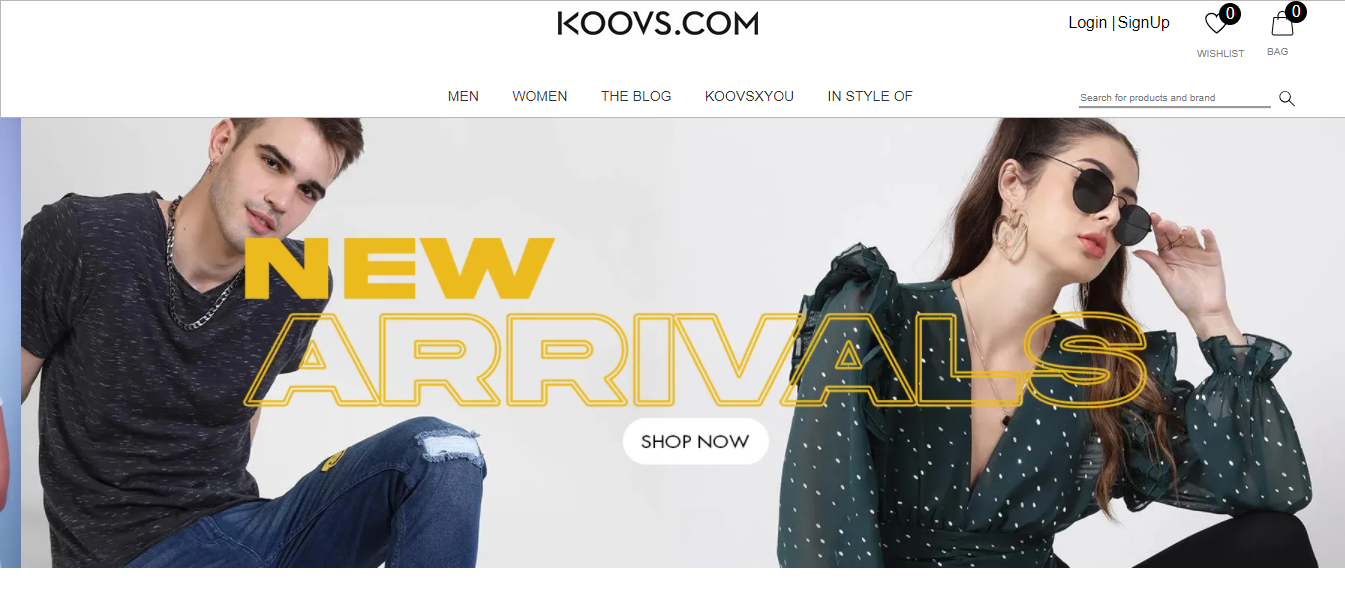 KOOVS.COM
Login | SignUp
0
0
WISHLIST
BAG
MEN WOMEN THE BLOG KOOVSXYOU IN STYLE OF
Search for products and brand
NEW
ARRIVALS
SHOP NOW